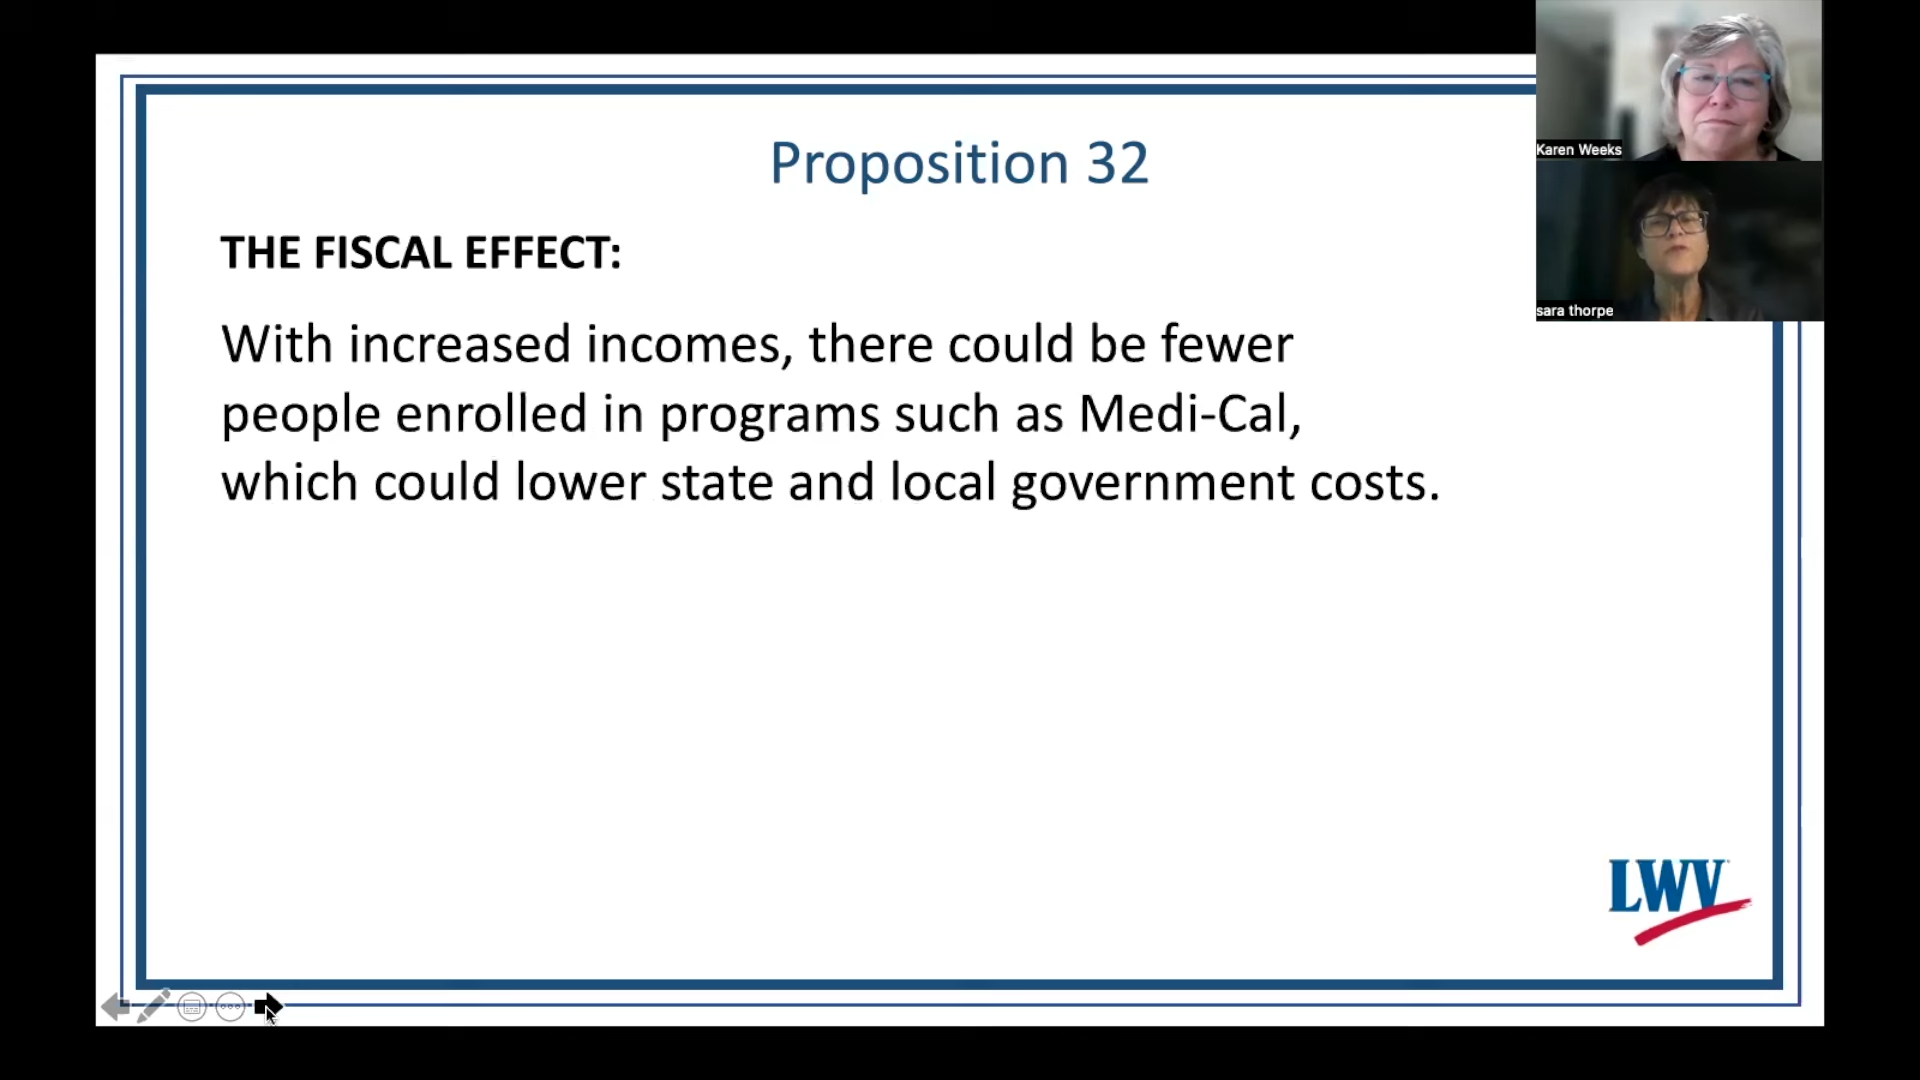 Proposition 32
THE FISCAL EFFECT:
With increased incomes, there could be fewer
people enrolled in programs such as Medi-Cal,
which could lower state and local government costs.
Karen Weeks
sara thorpe
LWV